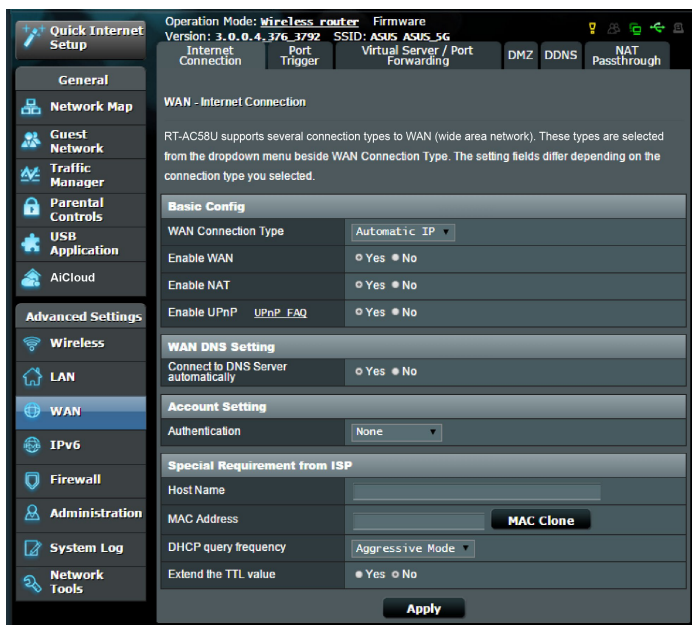 Quick Internet
Setup
Operation Mode: Wireless router Firmware
Version: 3.0.0.4.376_3792 SSID: ASUS ASUS_5G
Internet
Connection
Port
Trigger
Virtual Server / Port
Forwarding
DMZ
DDNS
NAT
Passthrough
General
Network Map
Guest
Network
Traffic
Manager
Parental
Controls
USB
Application
AiCloud
Advanced Settings
Wireless
LAN
WAN
IPv6
Firewall
Administration
System Log
Network
Tools
WAN - Internet Connection
RT-AC58U supports several connection types to WAN (wide area network). These types are selected
from the dropdown menu beside WAN Connection Type. The setting fields differ depending on the
connection type you selected.
Basic Config
WAN Connection Type Automatic IP
Enable WAN Yes No
Enable NAT Yes No
Enable UPnP UPnP FAQ Yes No
WAN DNS Setting
Connect to DNS Server
automatically Yes No
Account Setting
Authentication None
Special Requirement from ISP
Host Name
MAC Address MAC Clone
DHCP query frequency Aggressive Mode
Extend the TTL value Yes No
Apply